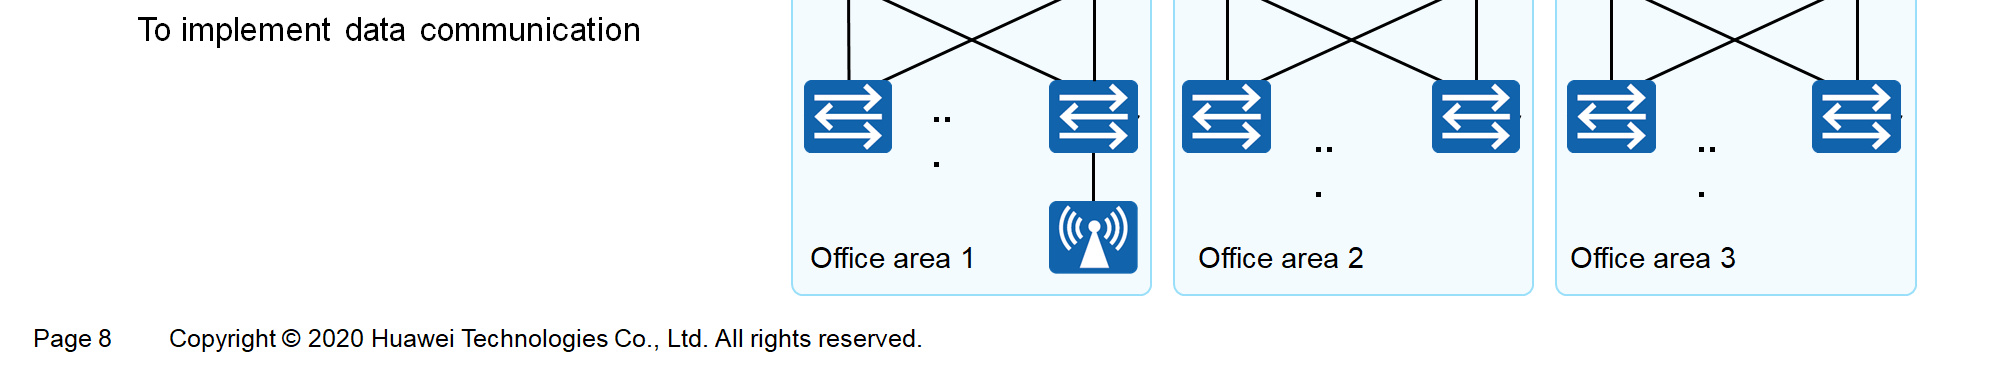 To implement data communication
Office area 1
Office area 2
Office area 3
Page 8
Copyright © 2020 Huawei Technologies Co., Ltd. All rights reserved.